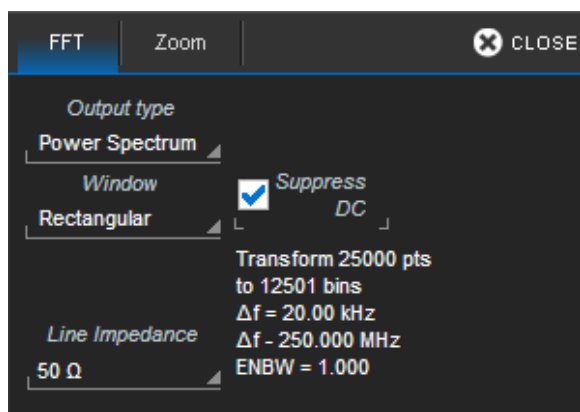 FFT Zoom CLOSE
Output type
Power Spectrum
Window
Rectangular
Suppress
DC
Transform 25000 pts
to 12501 bins
Δf = 20.00 kHz
Δf - 250.000 MHz
ENBW = 1.000
Line Impedance
50 Ω